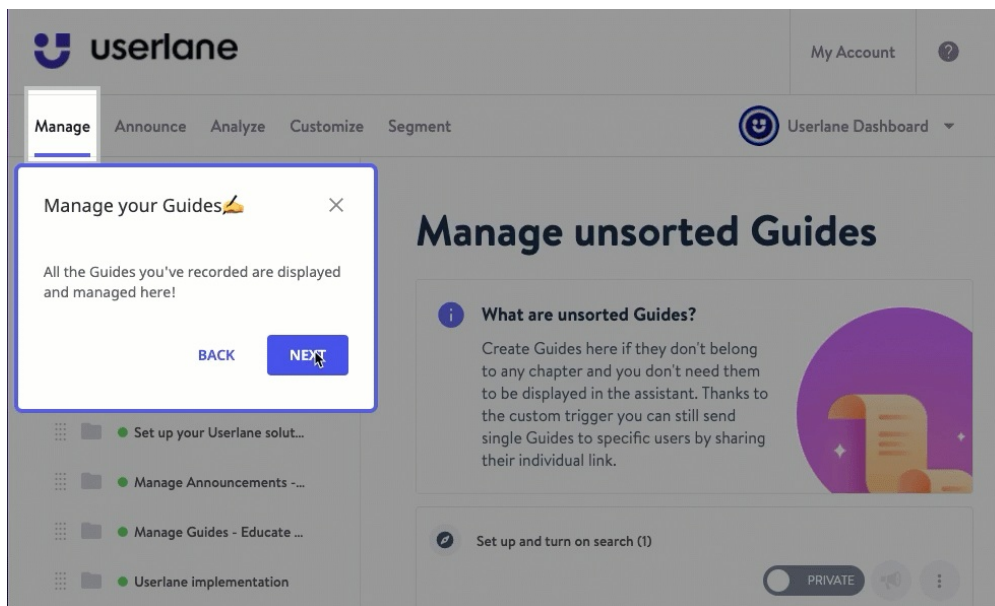 userlane
My Account
?
Manage Announce Analyze Customize Segment
Userlane Dashboard
Manage your Guides✍️
All the Guides you've recorded are displayed
and managed here!
BACK
NEXT
Set up your Userlane solut...
Manage Announcements -...
Manage Guides - Educate ...
Userlane implementation
Manage unsorted Guides
i
What are unsorted Guides?
Create Guides here if they don't belong
to any chapter and you don't need them
to be displayed in the assistant. Thanks to
the custom trigger you can still send
single Guides to specific users by sharing
their individual link.
Set up and turn on search (1)
PRIVATE